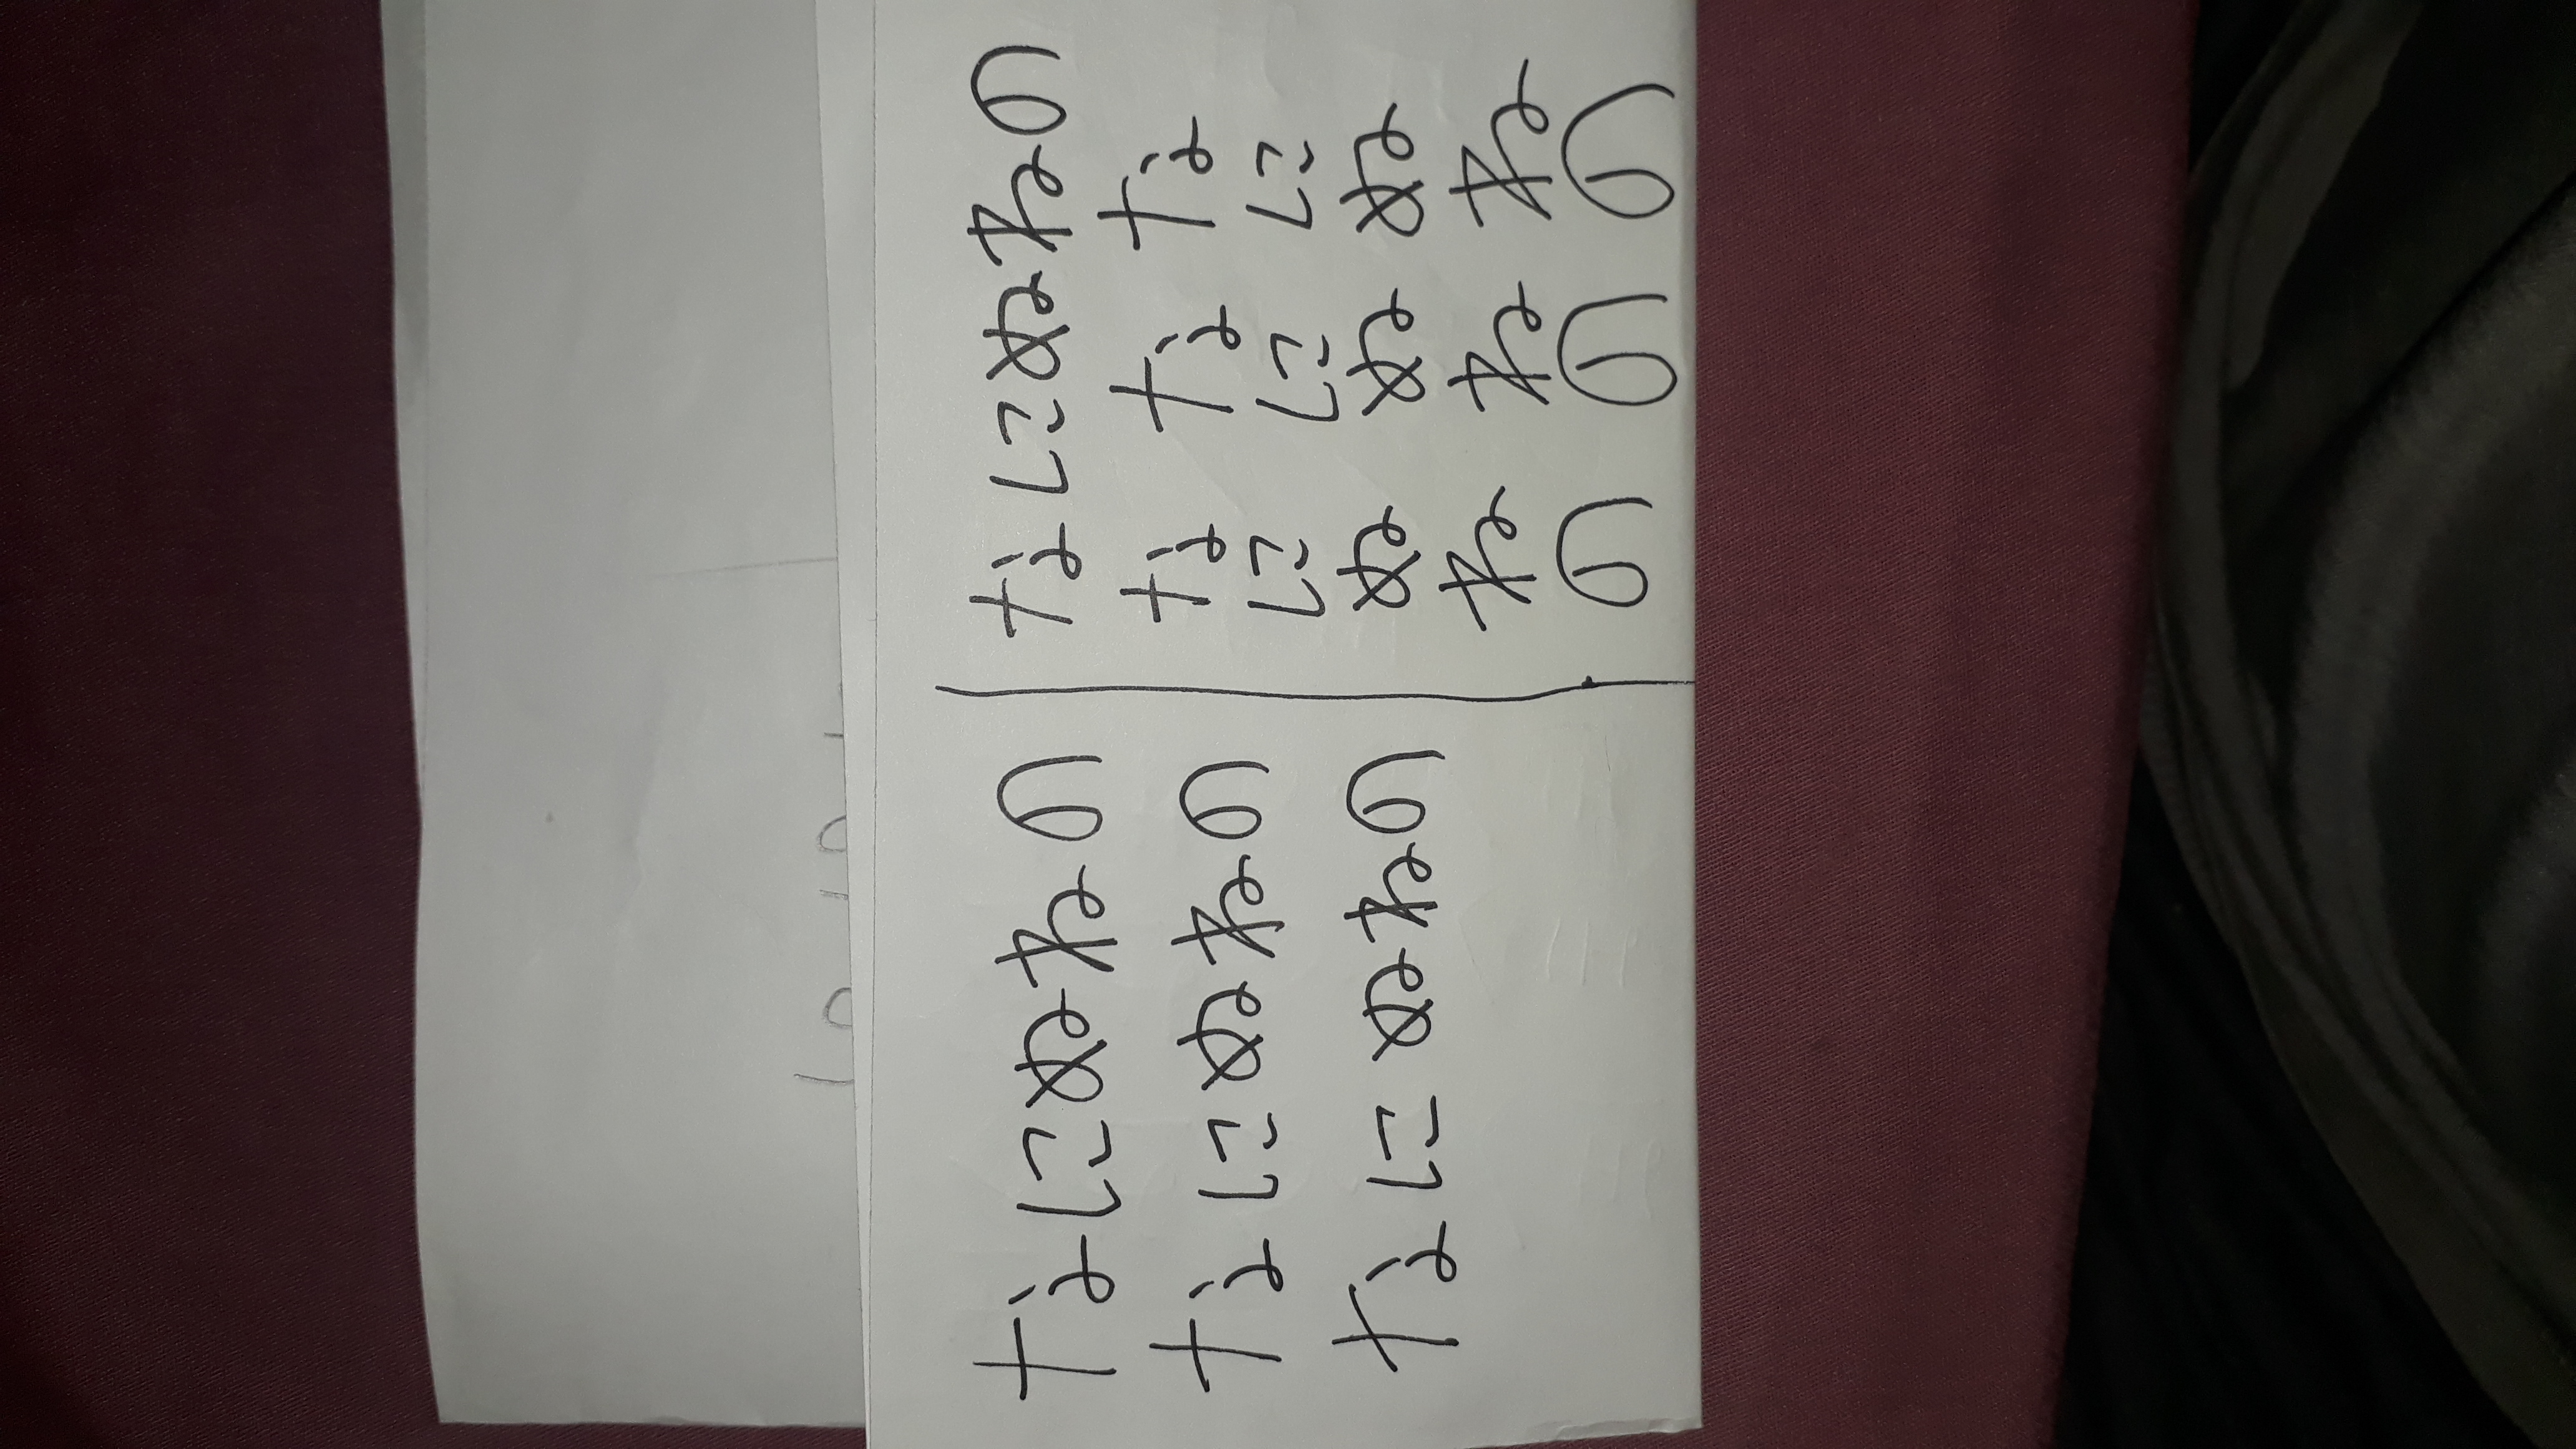 なにぬねの
なにぬねの
なにぬねの
なにぬねの
な な な
に に に
ぬ ぬ ぬ
ね ね ね
の の の